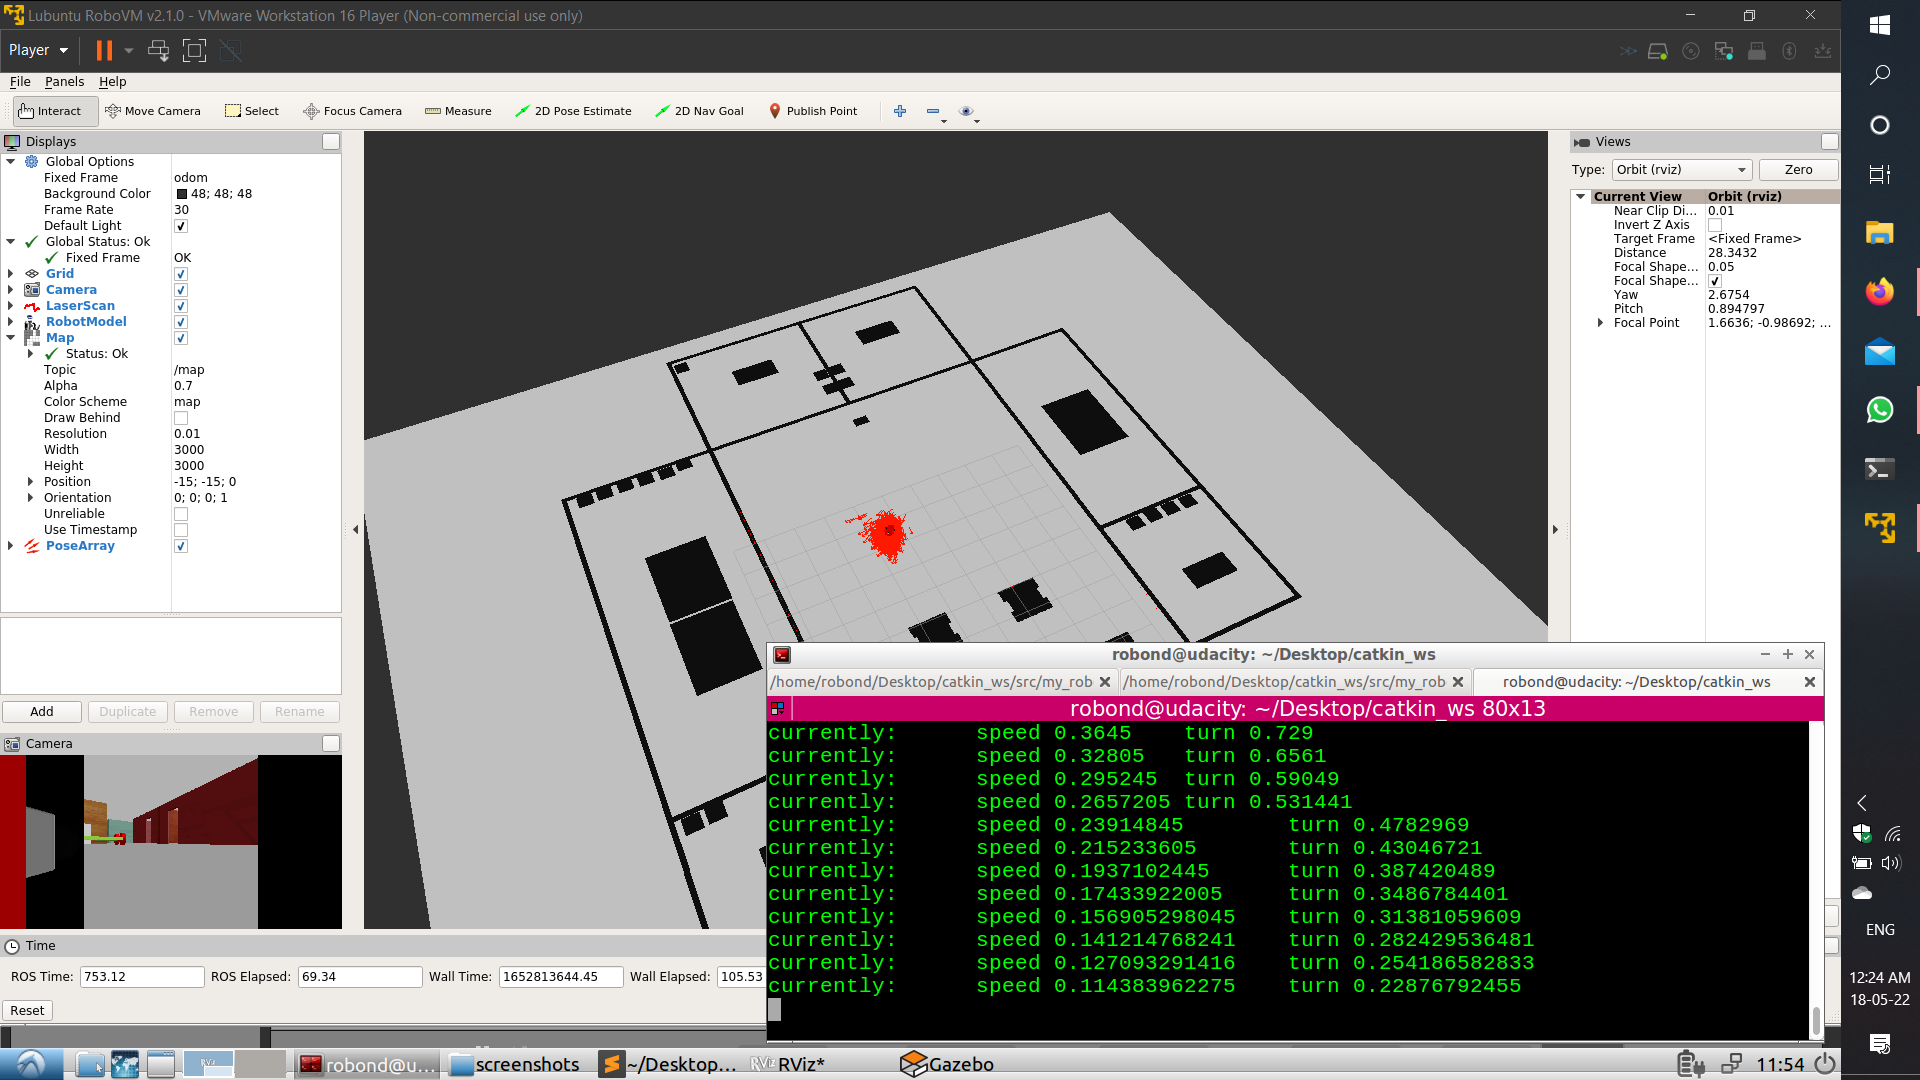 Lubuntu RoboVM v2.1.0 - VMware Workstation 16 Player (Non-commercial use only)
Player
File Panels Help
Interact Move Camera Select Focus Camera Measure 2D Pose Estimate 2D Nav Goal Publish Point
Displays
Global Options
Fixed Frame odom
Background Color 48; 48; 48
Frame Rate 30
Default Light
Global Status: Ok
Fixed Frame OK
Grid
Camera
LaserScan
RobotModel
Map
Status: Ok
Topic /map
Alpha 0.7
Color Scheme map
Draw Behind
Resolution 0.01
Width 3000
Height 3000
Position -15; -15; 0
Orientation 0; 0; 0; 1
Unreliable
Use Timestamp
PoseArray
Add Duplicate Remove Rename
Camera
Time
ROS Time: 753.12 ROS Elapsed: 69.34 Wall Time: 1652813644.45 Wall Elapsed: 105.53
Reset
Views
Type: Orbit (rviz) Zero
Current View Orbit (rviz)
Near Clip Di... 0.01
Invert Z Axis
Target Frame <Fixed Frame>
Distance 28.3432
Focal Shape... 0.05
Focal Shape...
Yaw 2.6754
Pitch 0.894797
Focal Point 1.6636; -0.98692; ...
robond@udacity: ~/Desktop/catkin_ws
/home/robond/Desktop/catkin_ws/src/my_rob /home/robond/Desktop/catkin_ws/src/my_rob robond@udacity: ~/Desktop/catkin_ws
robond@udacity: ~/Desktop/catkin_ws 80x13
currently: speed 0.3645 turn 0.729
currently: speed 0.32805 turn 0.6561
currently: speed 0.295245 turn 0.59049
currently: speed 0.2657205 turn 0.531441
currently: speed 0.23914845 turn 0.4782969
currently: speed 0.215233605 turn 0.43046721
currently: speed 0.1937102445 turn 0.387420489
currently: speed 0.17433922005 turn 0.3486784401
currently: speed 0.156905298045 turn 0.31381059609
currently: speed 0.141214768241 turn 0.282429536481
currently: speed 0.127093291416 turn 0.254186582833
currently: speed 0.114383962275 turn 0.22876792455
RViz robond@u... screenshots ~/Desktop... RViz RViz* Gazebo 11:54
ENG
12:24 AM
18-05-22